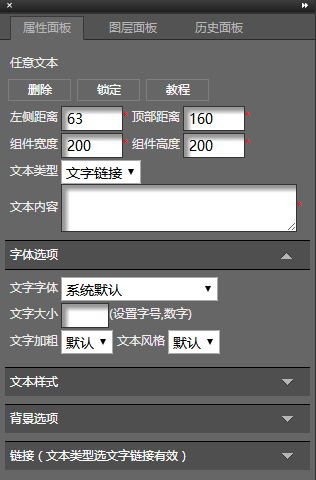 属性面板 图层面板 历史面板
任意文本
删除 锁定 教程
左侧距离 63 * 顶部距离 160 *
组件宽度 200 * 组件高度 200 *
文本类型 文字链接
文本内容 *
字体选项
文字字体 系统默认
文字大小 (设置字号,数字)
文字加粗 默认 文本风格 默认
文本样式
背景选项
链接（文本类型选文字链接有效）